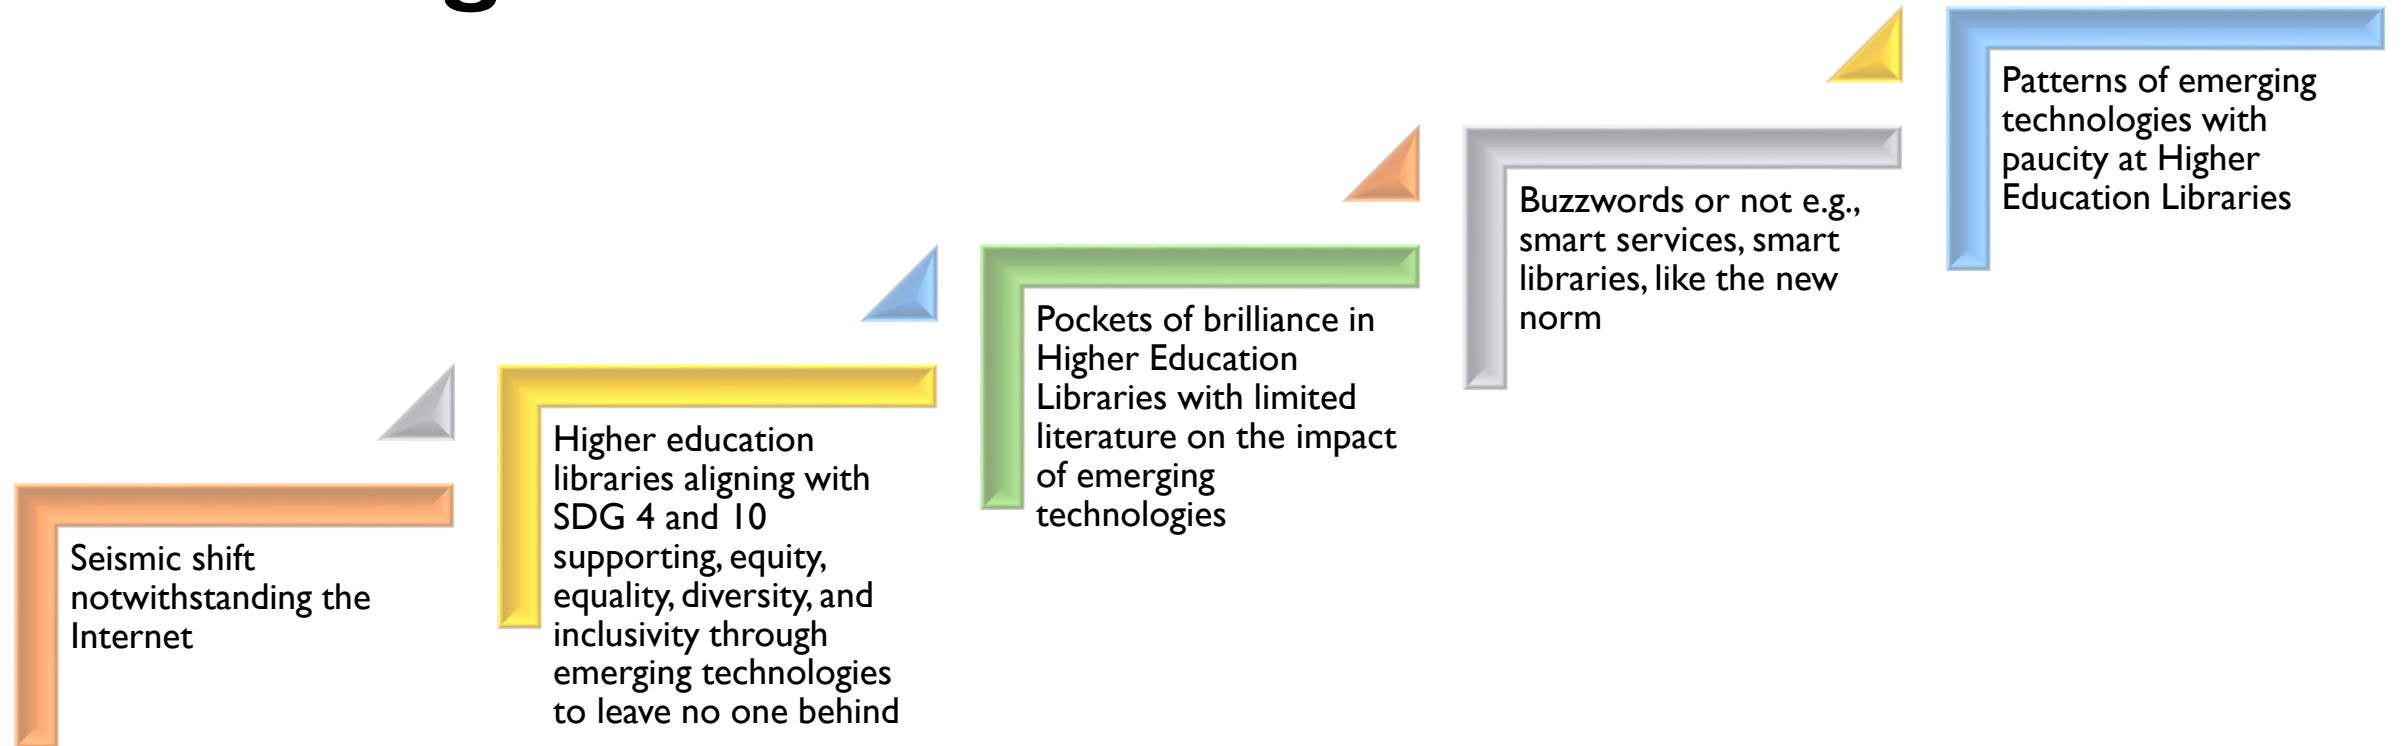 Seismic shift
notwithstanding the
Internet
Higher education
libraries aligning with
SDG 4 and 10
supporting, equity,
equality, diversity, and
inclusivity through
emerging technologies
to leave no one behind
Pockets of brilliance in
Higher Education
Libraries with limited
literature on the impact
of emerging
technologies
Buzzwords or not e.g.,
smart services, smart
libraries, like the new
norm
Patterns of emerging
technologies with
paucity at Higher
Education Libraries